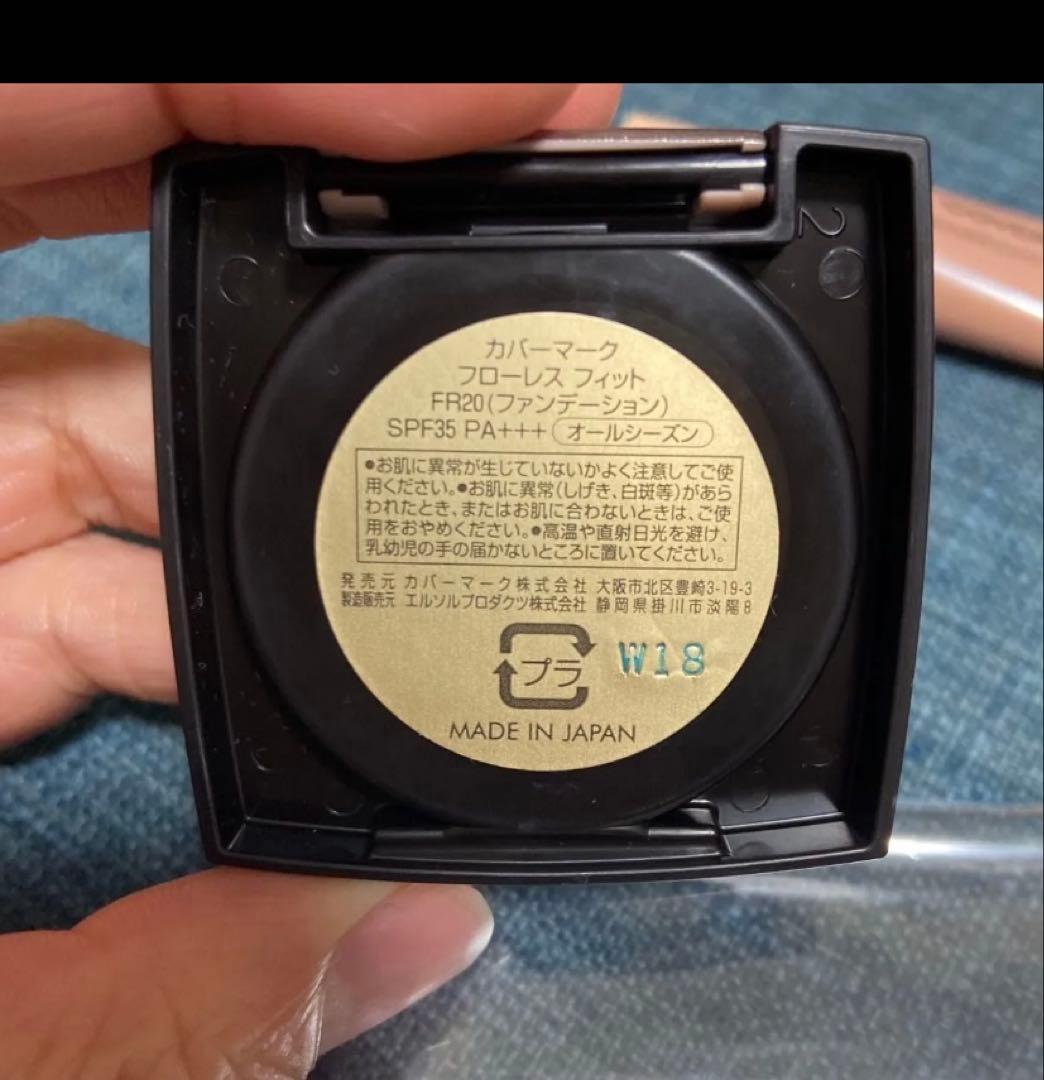 2
カバーマーク
フローレス フィット
FR20(ファンデーション)
SPF35 PA+++ オールシーズン
●お肌に異常が生じていないかよく注意してご使
用ください。●お肌に異常(しげき、白斑等)があら
われたとき、またはお肌に合わないときは、ご使
用をおやめください。●高温や直射日光を避け、
乳幼児の手の届かないところに置いてください。
発売元 カバーマーク株式会社 大阪市北区豊崎3-19-3
製造販売元 エルソルプロダクツ株式会社 静岡県掛川市淡陽8
プラ
W18
MADE IN JAPAN